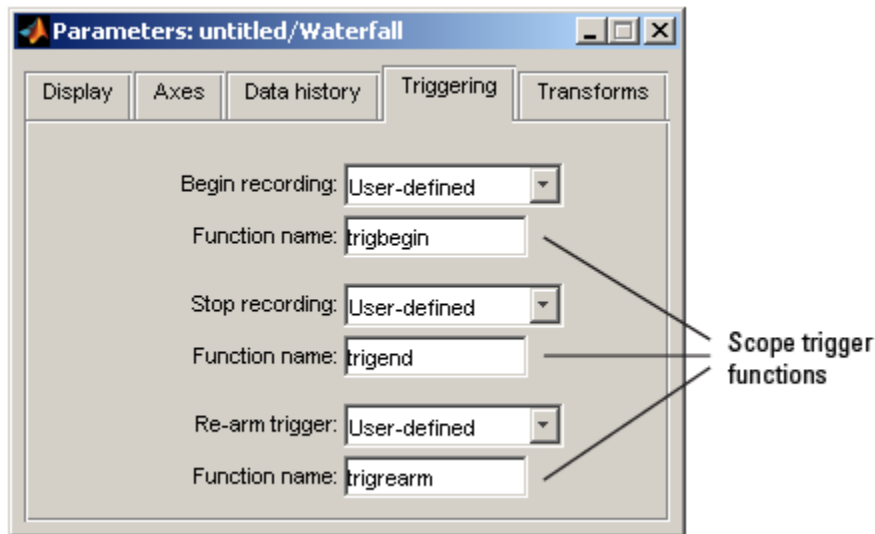 Parameters: untitled/Waterfall
Display Axes Data history Triggering Transforms
Begin recording: User-defined
Function name: trigbegin
Stop recording: User-defined
Function name: trigend
Re-arm trigger: User-defined
Function name: trigrearm
Scope trigger
functions